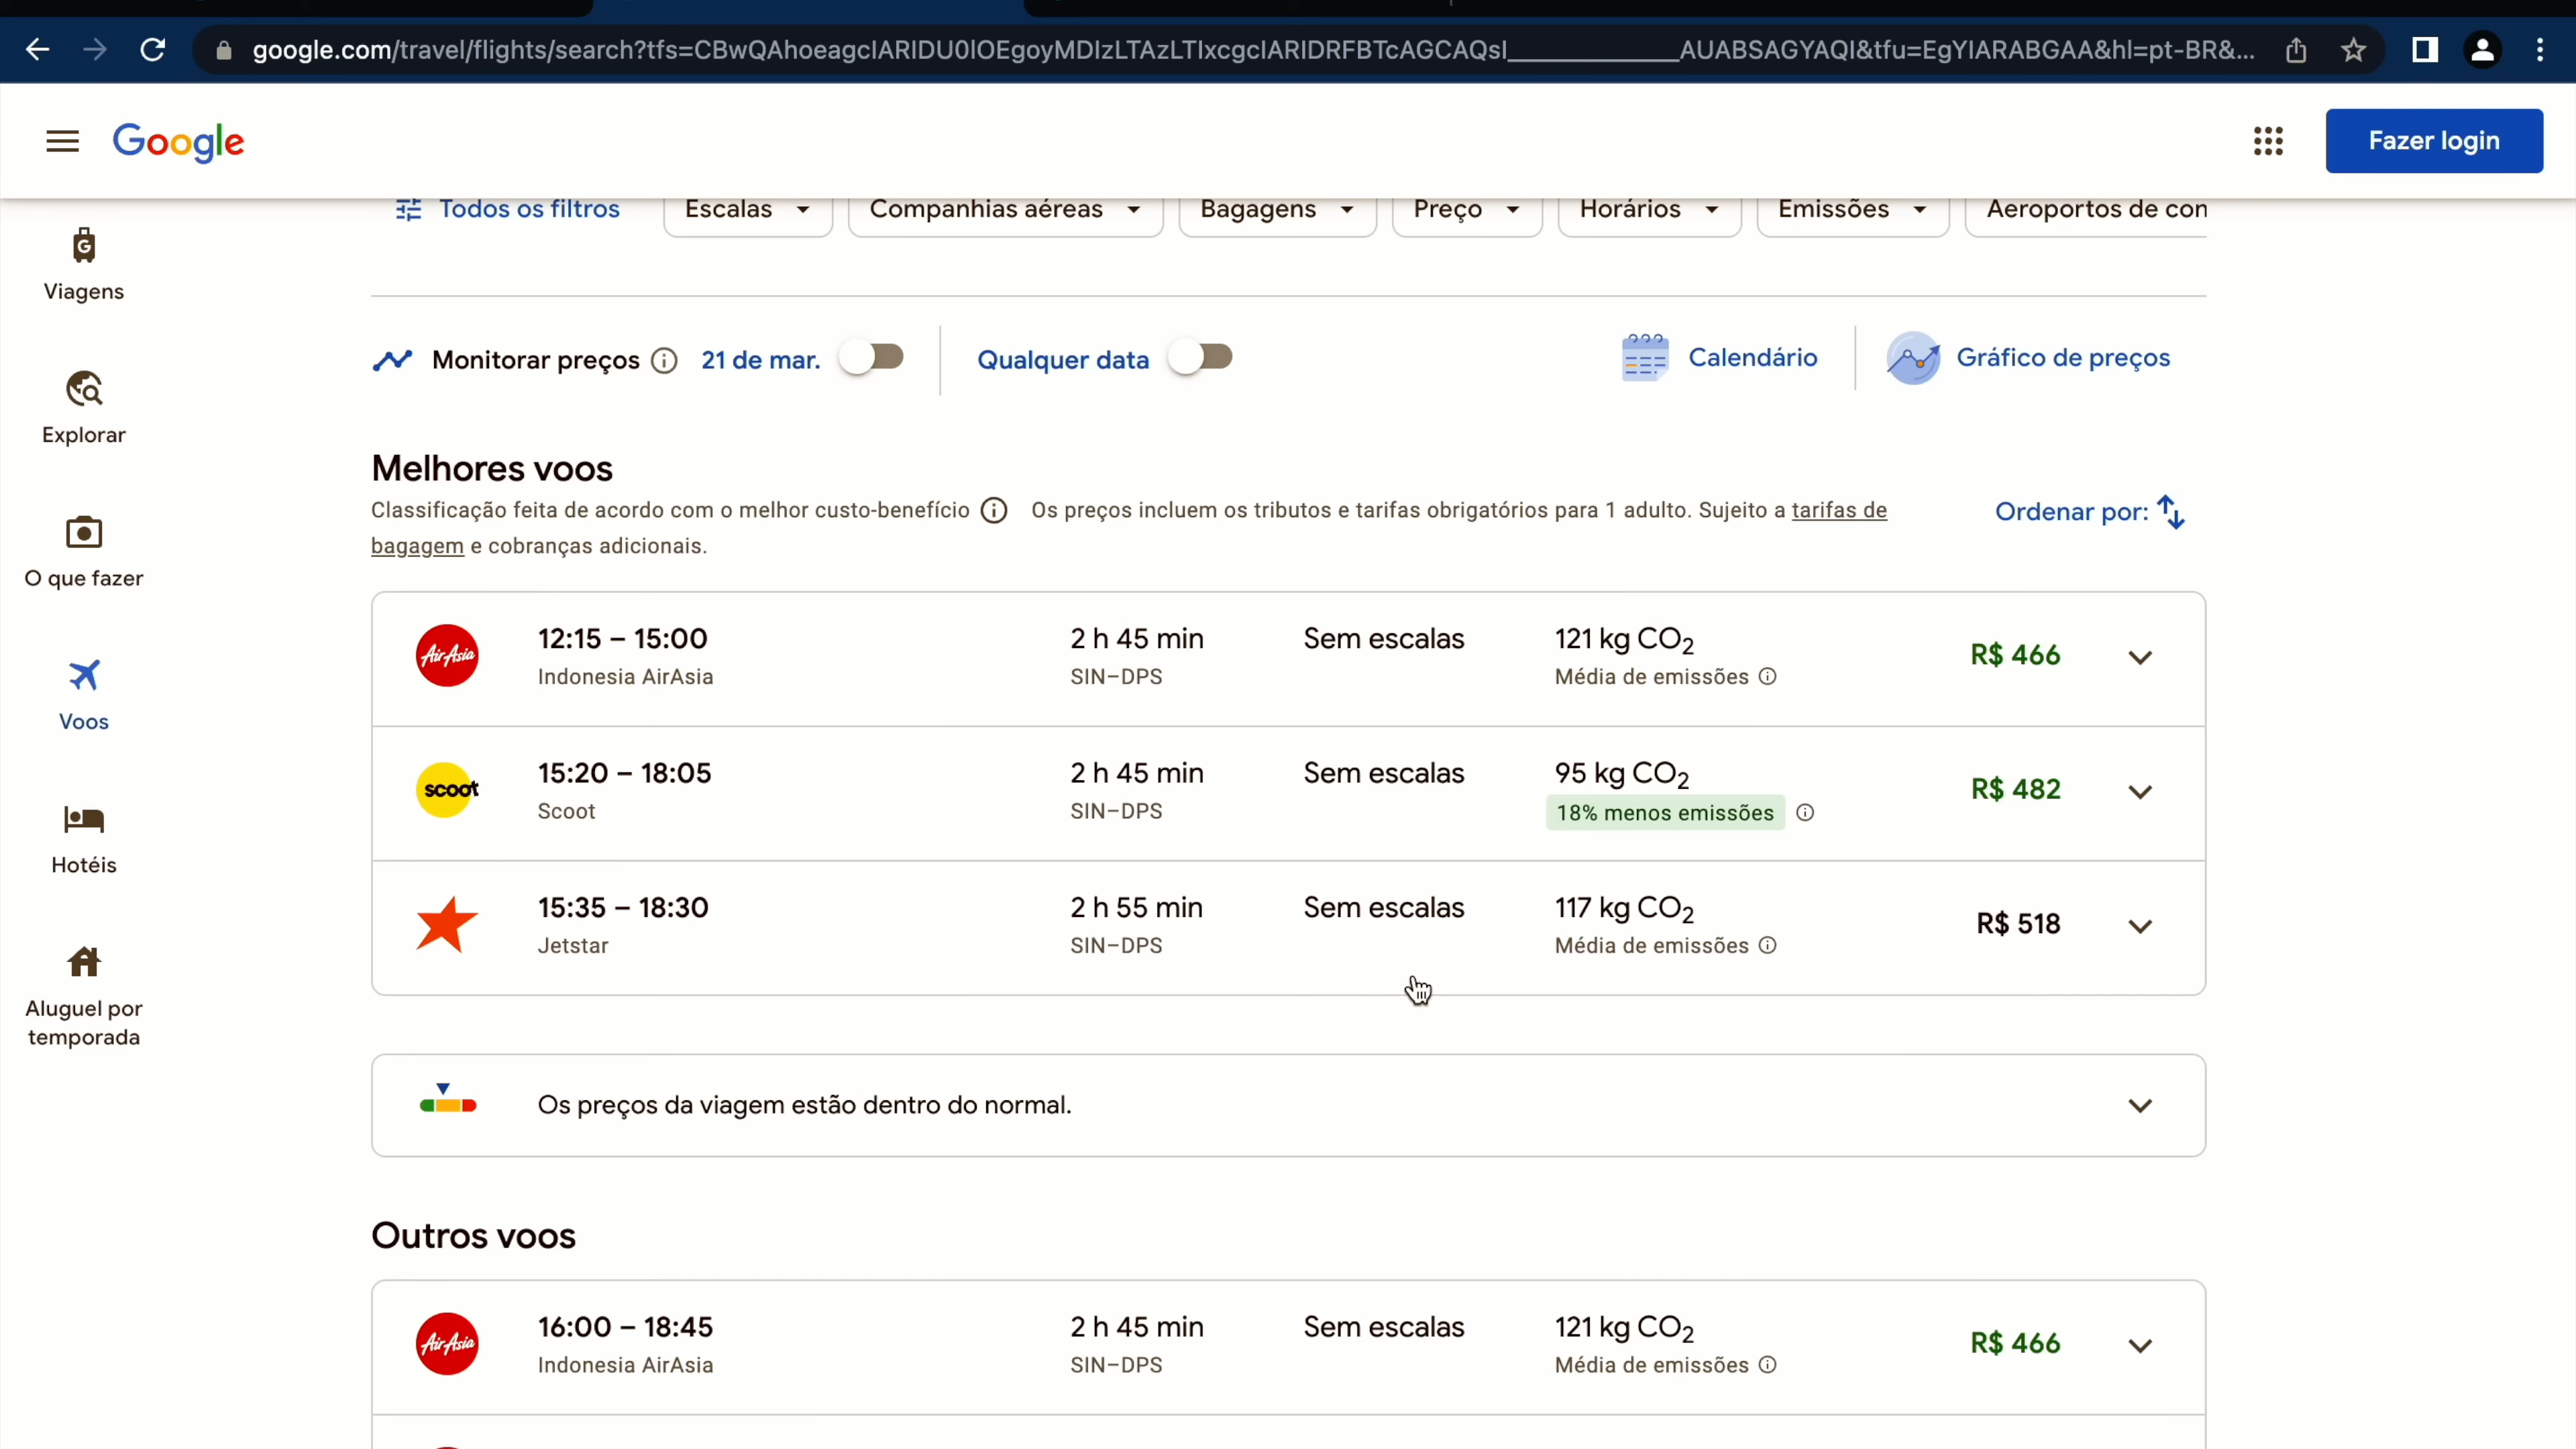 google.com/travel/flights/search?tfs=CBwQAhoeagcIARIDU0lOEgoyMDIzLTAzLTIxcgcIARIDRFBTcAGCAQsI____________AUABSAGYAQI&tfu=EgYIARABGAA&hl=pt-BR&...
Google
Fazer login
Todos os filtros
Escalas
Companhias aéreas
Bagagens
Preço
Horários
Emissões
Aeroportos de con
Viagens
Explorar
O que fazer
Voos
Hotéis
Aluguel por
temporada
Monitorar preços 21 de mar.
Qualquer data
Calendário
Gráfico de preços
Melhores voos
Classificação feita de acordo com o melhor custo-benefício Os preços incluem os tributos e tarifas obrigatórios para 1 adulto. Sujeito a tarifas de
bagagem e cobranças adicionais.
Ordenar por:
AirAsia
12:15 – 15:00 2 h 45 min Sem escalas 121 kg CO2 R$ 466
Indonesia AirAsia SIN–DPS Média de emissões
scoot
15:20 – 18:05 2 h 45 min Sem escalas 95 kg CO2 R$ 482
Scoot SIN–DPS 18% menos emissões
15:35 – 18:30 2 h 55 min Sem escalas 117 kg CO2 R$ 518
Jetstar SIN–DPS Média de emissões
Os preços da viagem estão dentro do normal.
Outros voos
AirAsia
16:00 – 18:45 2 h 45 min Sem escalas 121 kg CO2 R$ 466
Indonesia AirAsia SIN–DPS Média de emissões